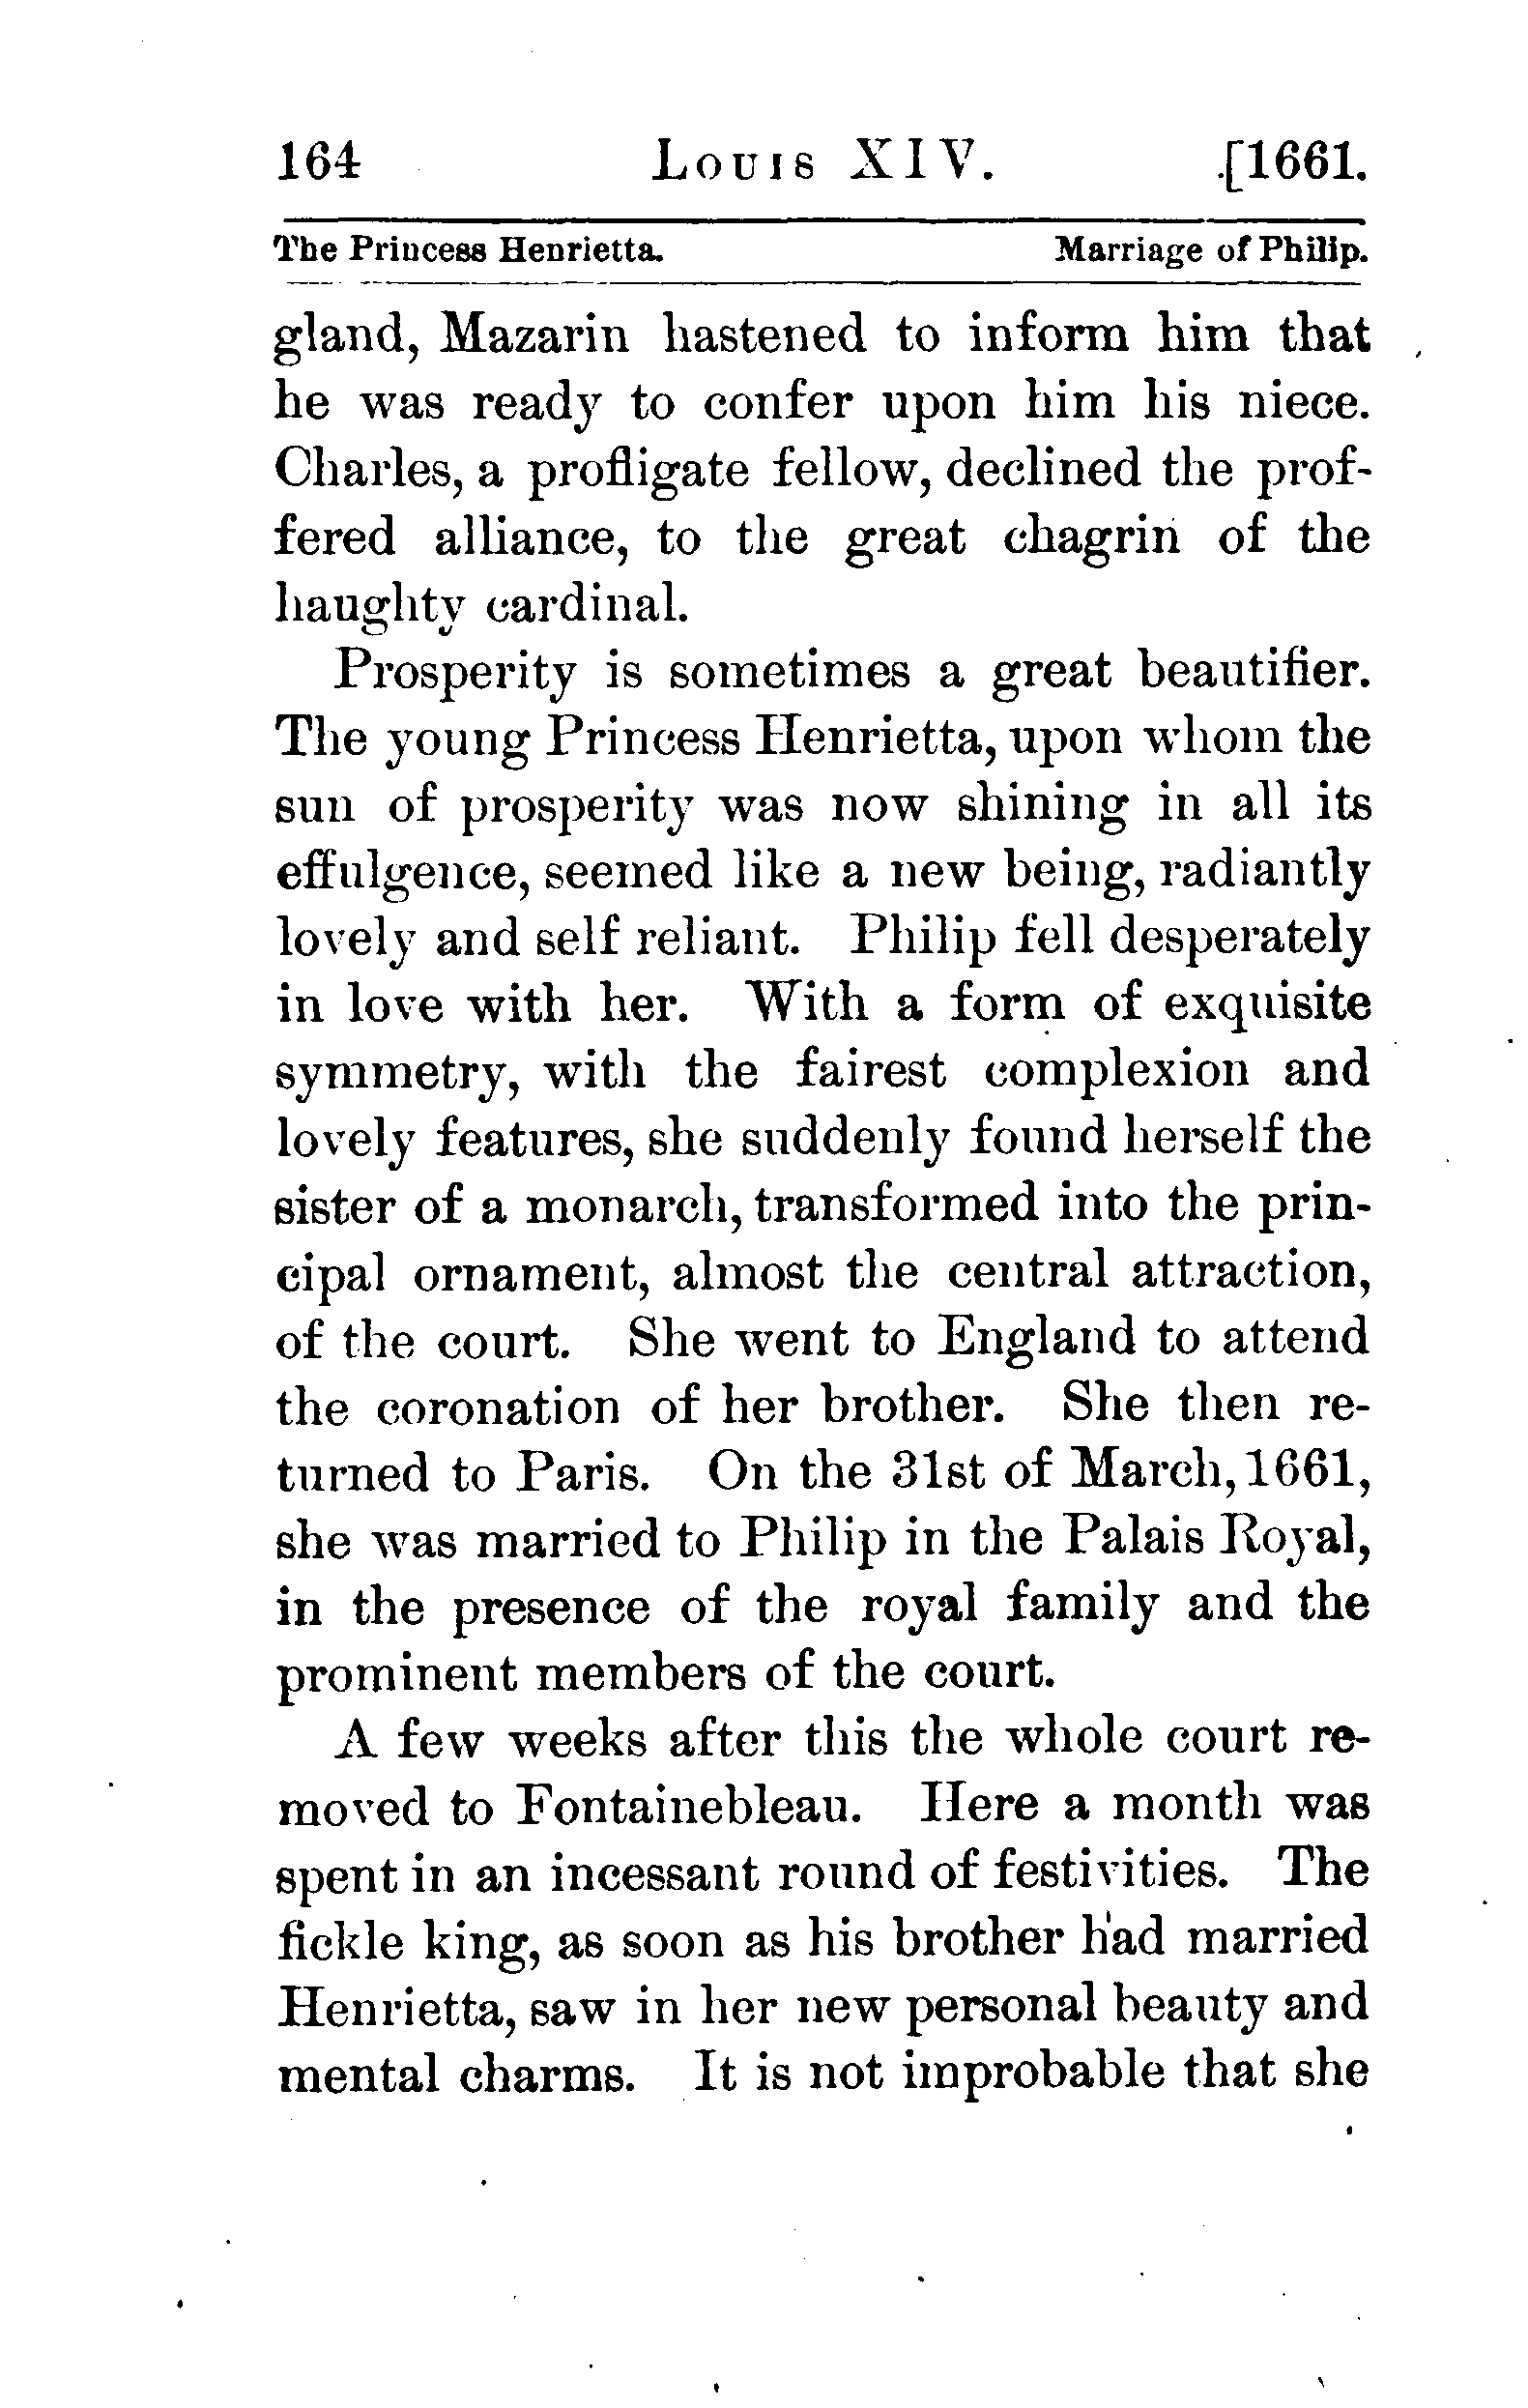 164 Louis XIV. [1661.
The Princess Henrietta. Marriage of Philip.
gland, Mazarin hastened to inform him that
he was ready to confer upon him his niece.
Charles, a profligate fellow, declined the prof-
fered alliance, to the great chagrin of the
haughty cardinal.
Prosperity is sometimes a great beautifier.
The young Princess Henrietta, upon whom the
sun of prosperity was now shining in all its
effulgence, seemed like a new being, radiantly
lovely and self reliant. Philip fell desperately
in love with her. With a form of exquisite
symmetry, with the fairest complexion and
lovely features, she suddenly found herself the
sister of a monarch, transformed into the prin-
cipal ornament, almost the central attraction,
of the court. She went to England to attend
the coronation of her brother. She then re-
turned to Paris. On the 31st of March, 1661,
she was married to Philip in the Palais Royal,
in the presence of the royal family and the
prominent members of the court.
A few weeks after this the whole court re-
moved to Fontainebleau. Here a month was
spent in an incessant round of festivities. The
fickle king, as soon as his brother had married
Henrietta, saw in her new personal beauty and
mental charms. It is not improbable that she